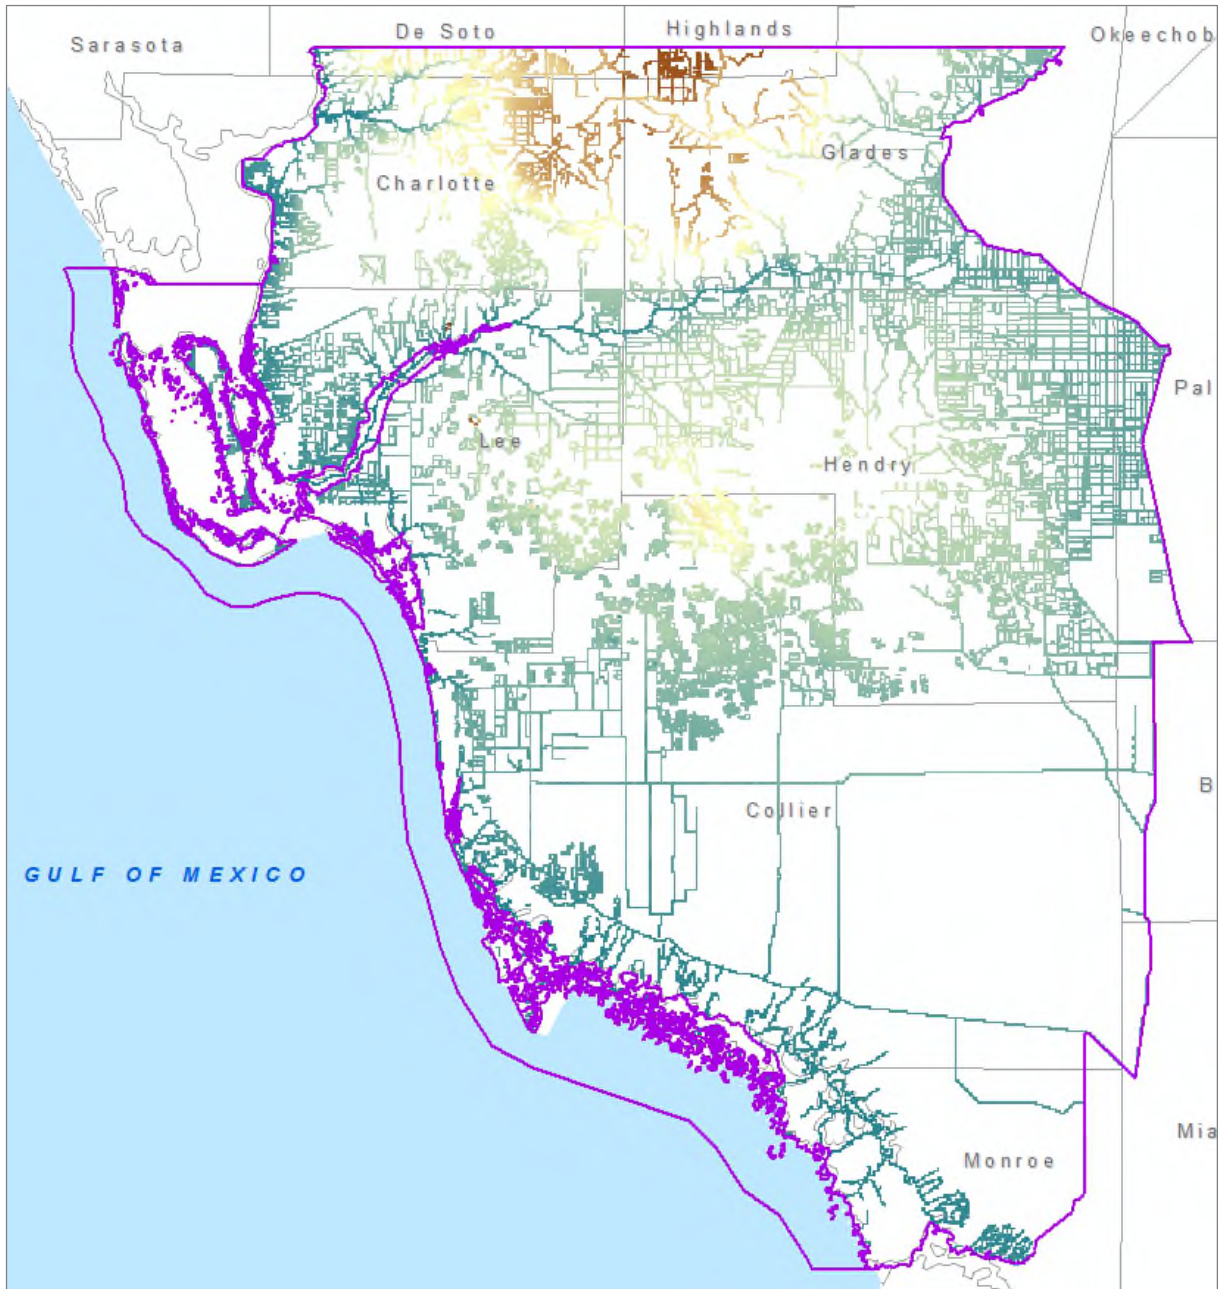 Sarasota
De Soto
Highlands
Okeechob
Glades
Charlotte
Pal
Lee
Hendry
B
Collier
GULF OF MEXICO
Mia
Monroe